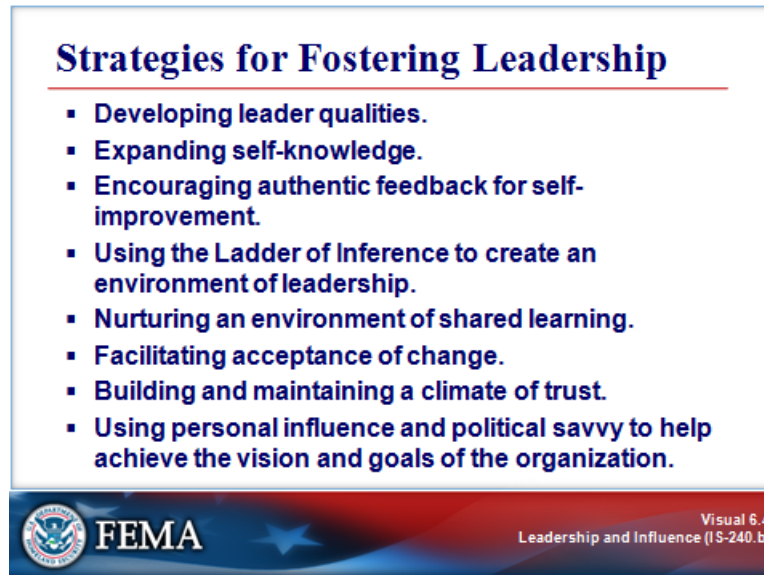 Strategies for Fostering Leadership
▪ Developing leader qualities.
▪ Expanding self-knowledge.
▪ Encouraging authentic feedback for self-
improvement.
▪ Using the Ladder of Inference to create an
environment of leadership.
▪ Nurturing an environment of shared learning.
▪ Facilitating acceptance of change.
▪ Building and maintaining a climate of trust.
▪ Using personal influence and political savvy to help
achieve the vision and goals of the organization.
FEMA
Visual 6.4
Leadership and Influence (IS-240.b